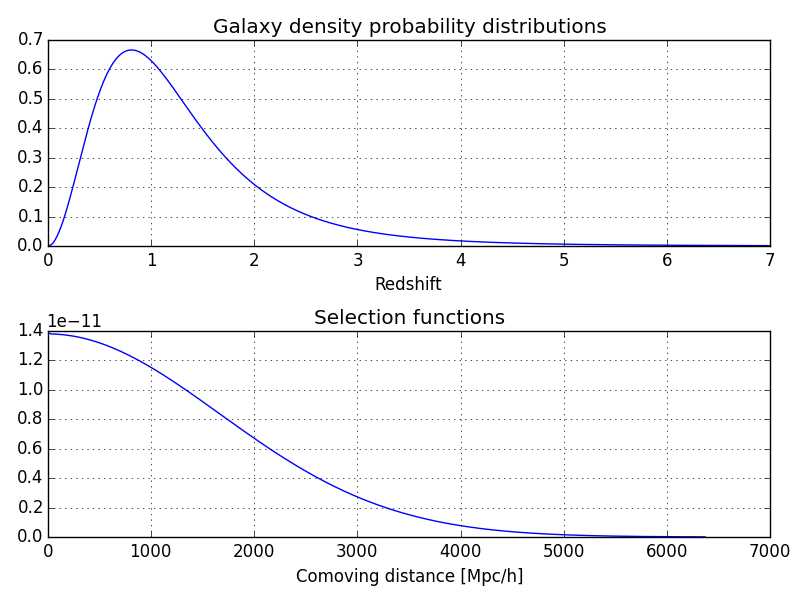 Galaxy density probability distributions
0.7
0.6
0.5
0.4
0.3
0.2
0.1
0.0
0 1 2 3 4 5 6 7
Redshift
1e−11
Selection functions
1.4
1.2
1.0
0.8
0.6
0.4
0.2
0.0
0 1000 2000 3000 4000 5000 6000 7000
Comoving distance [Mpc/h]